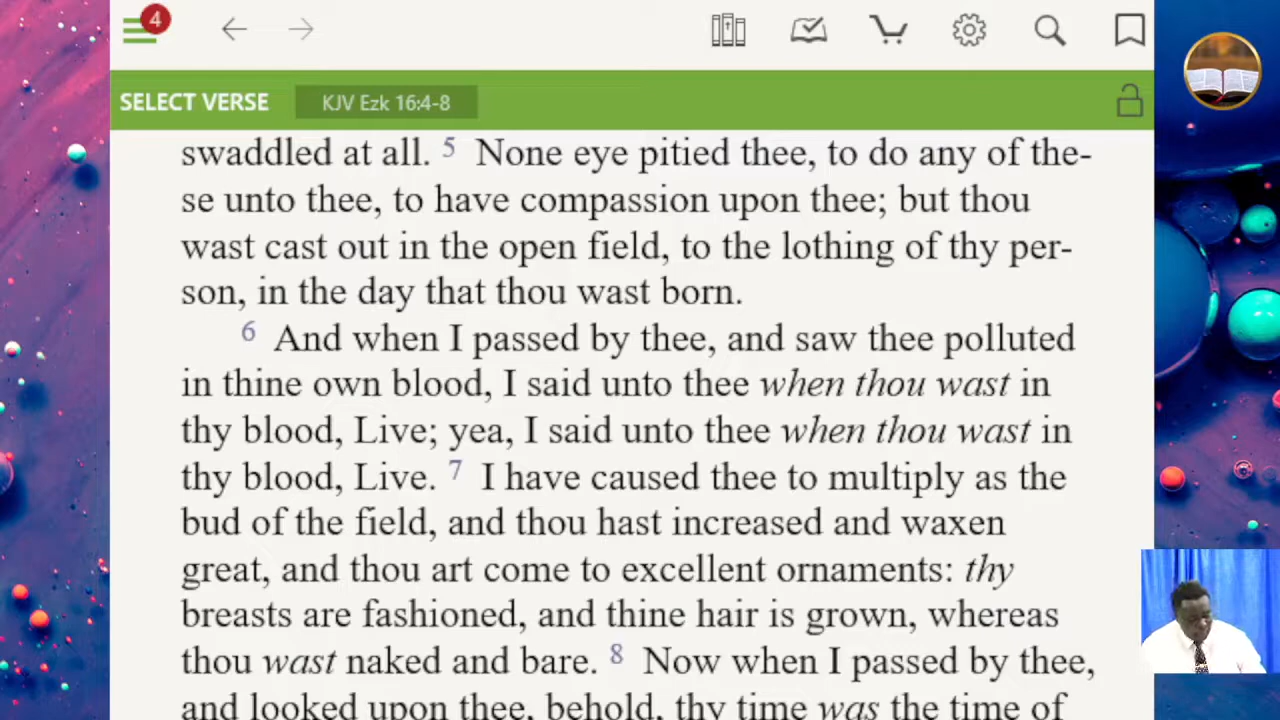 4
SELECT VERSE KJV Ezk 16:4-8
swaddled at all. 5 None eye pitied thee, to do any of the-
se unto thee, to have compassion upon thee; but thou
wast cast out in the open field, to the lothing of thy per-
son, in the day that thou wast born.
6 And when I passed by thee, and saw thee polluted
in thine own blood, I said unto thee when thou wast in
thy blood, Live; yea, I said unto thee when thou wast in
thy blood, Live. 7 I have caused thee to multiply as the
bud of the field, and thou hast increased and waxen
great, and thou art come to excellent ornaments: thy
breasts are fashioned, and thine hair is grown, whereas
thou wast naked and bare. 8 Now when I passed by thee,
and looked upon thee, behold, thy time was the time of